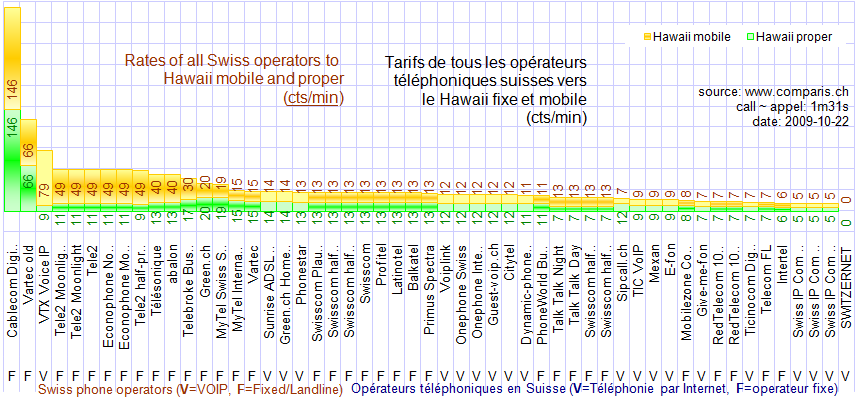 Hawaii mobile Hawaii proper
Rates of all Swiss operators to
Hawaii mobile and proper
(cts/min)
Tarifs de tous les opérateurs
téléphoniques suisses vers
le Hawaii fixe et mobile
(cts/min)
source: www.comparis.ch
call ~ appel: 1m31s
date: 2009-10-22
146 66 79 49 49 49 49 49 49 40 40 30 20 19 15 15 14 14 13 13 13 13 13 13 13 13 13 12 12 12 12 12 11 11 13 13 13 13 7 9 9 9 8 7 7 7 7 7 6 5 5 5 0
146 66 9 11 11 11 11 11 9 13 13 17 20 19 15 15 14 14 13 13 13 13 13 13 13 13 13 12 12 12 12 12 11 11 7 7 7 7 12 9 9 9 8 7 7 7 7 7 6 5 5 5 0
Cablecom Digi...
Vartec old
VTX Voice IP
Tele2 Moonlig...
Tele2 Moonlight
Tele2
Econophone No...
Econophone Mo...
Tele2 half-pr...
Télésonique
abalon
Telebroke Bus...
Green.ch
MyTel Swiss S...
MyTel Interna...
Vartec
Sunrise ADSL...
Green.ch Home...
Phonestar
Swisscom Plau...
Swisscom half...
Swisscom half...
Swisscom
Profitel
Latinotel
Balkatel
Primus Spectra
Voiplink
Onephone Swiss
Onephone Inte...
Guest-voip.ch
Citytel
Dynamic-phone...
PhoneWorld Bu...
Talk Talk Night
Talk Talk Day
Swisscom half...
Swisscom half...
Sipcall.ch
TIC VoIP
Mexan
E-fon
Mobilezone Co...
Give-me-fon
RedTelecom 10...
RedTelecom 10...
Ticinocom Digi...
Telecom FL
Intertel
Swiss IP Com ...
Swiss IP Com ...
Swiss IP Com ...
SWITZERNET
F F V F F F F F F F F F F F F F V V V F F F F F F F F V V V V V V F F F F F V V V V F V F F V F F V V V V
Swiss phone operators (V=VOIP, F=Fixed/Landline) Opérateurs téléphoniques en Suisse (V=Téléphonie par Internet, F=operateur fixe)